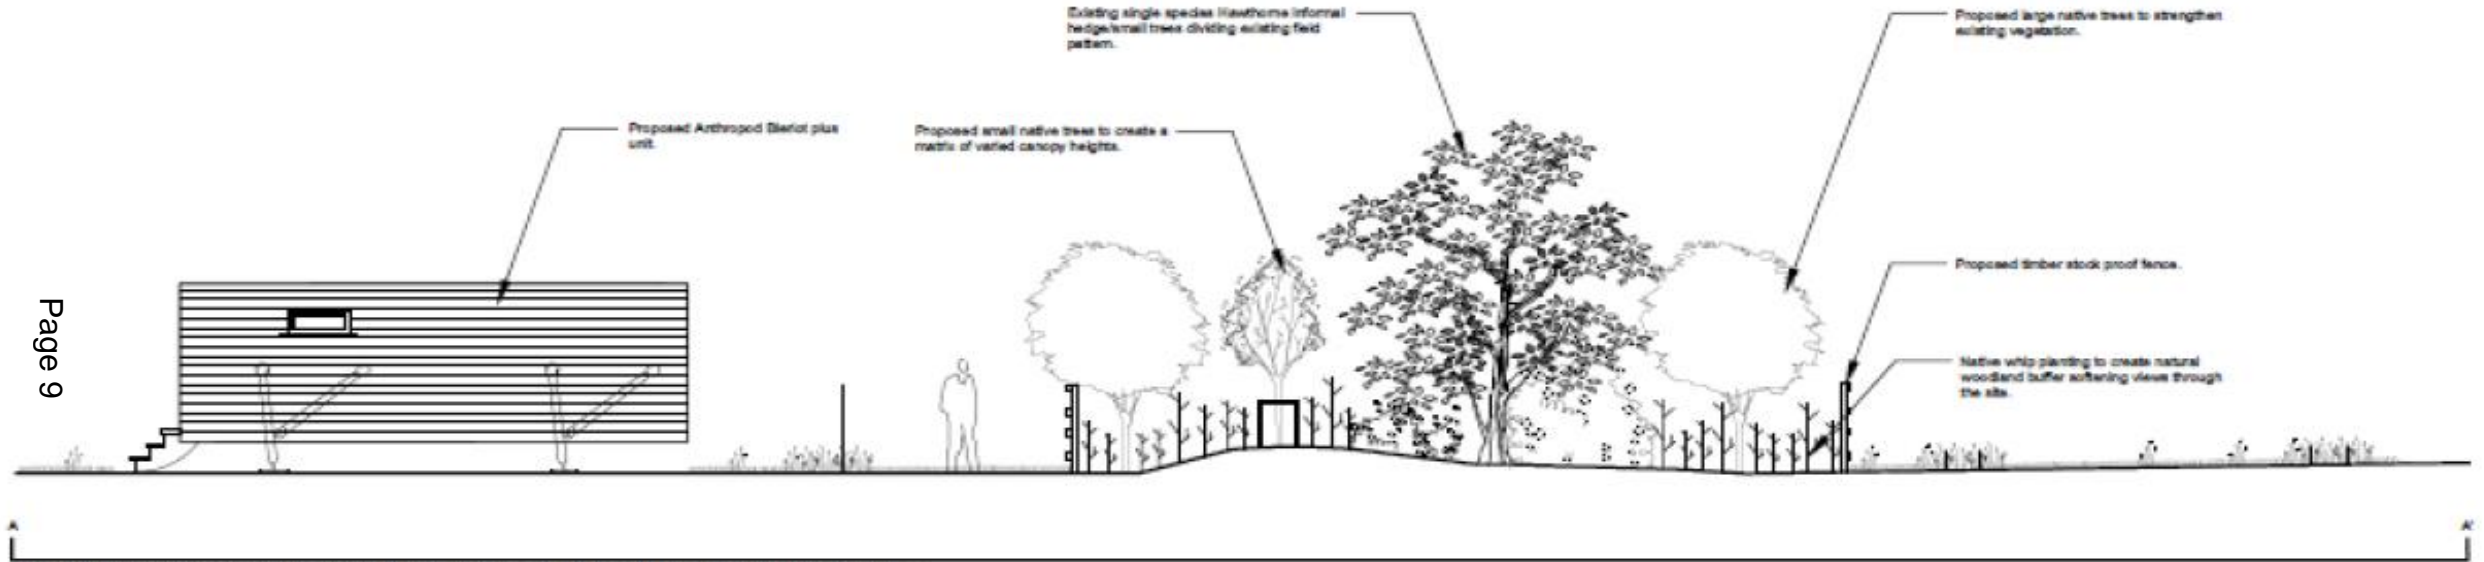 Existing single species Hawthorne informal
hedge/small trees dividing existing field
pattern.
Proposed large native trees to strengthen
existing vegetation.
Proposed Anthropod Bleriot plus
unit.
Proposed small native trees to create a
matrix of varied canopy heights.
Proposed timber stock proof fence.
Native whip planting to create natural
woodland buffer softening views through
the site.
Page 9
A
A'